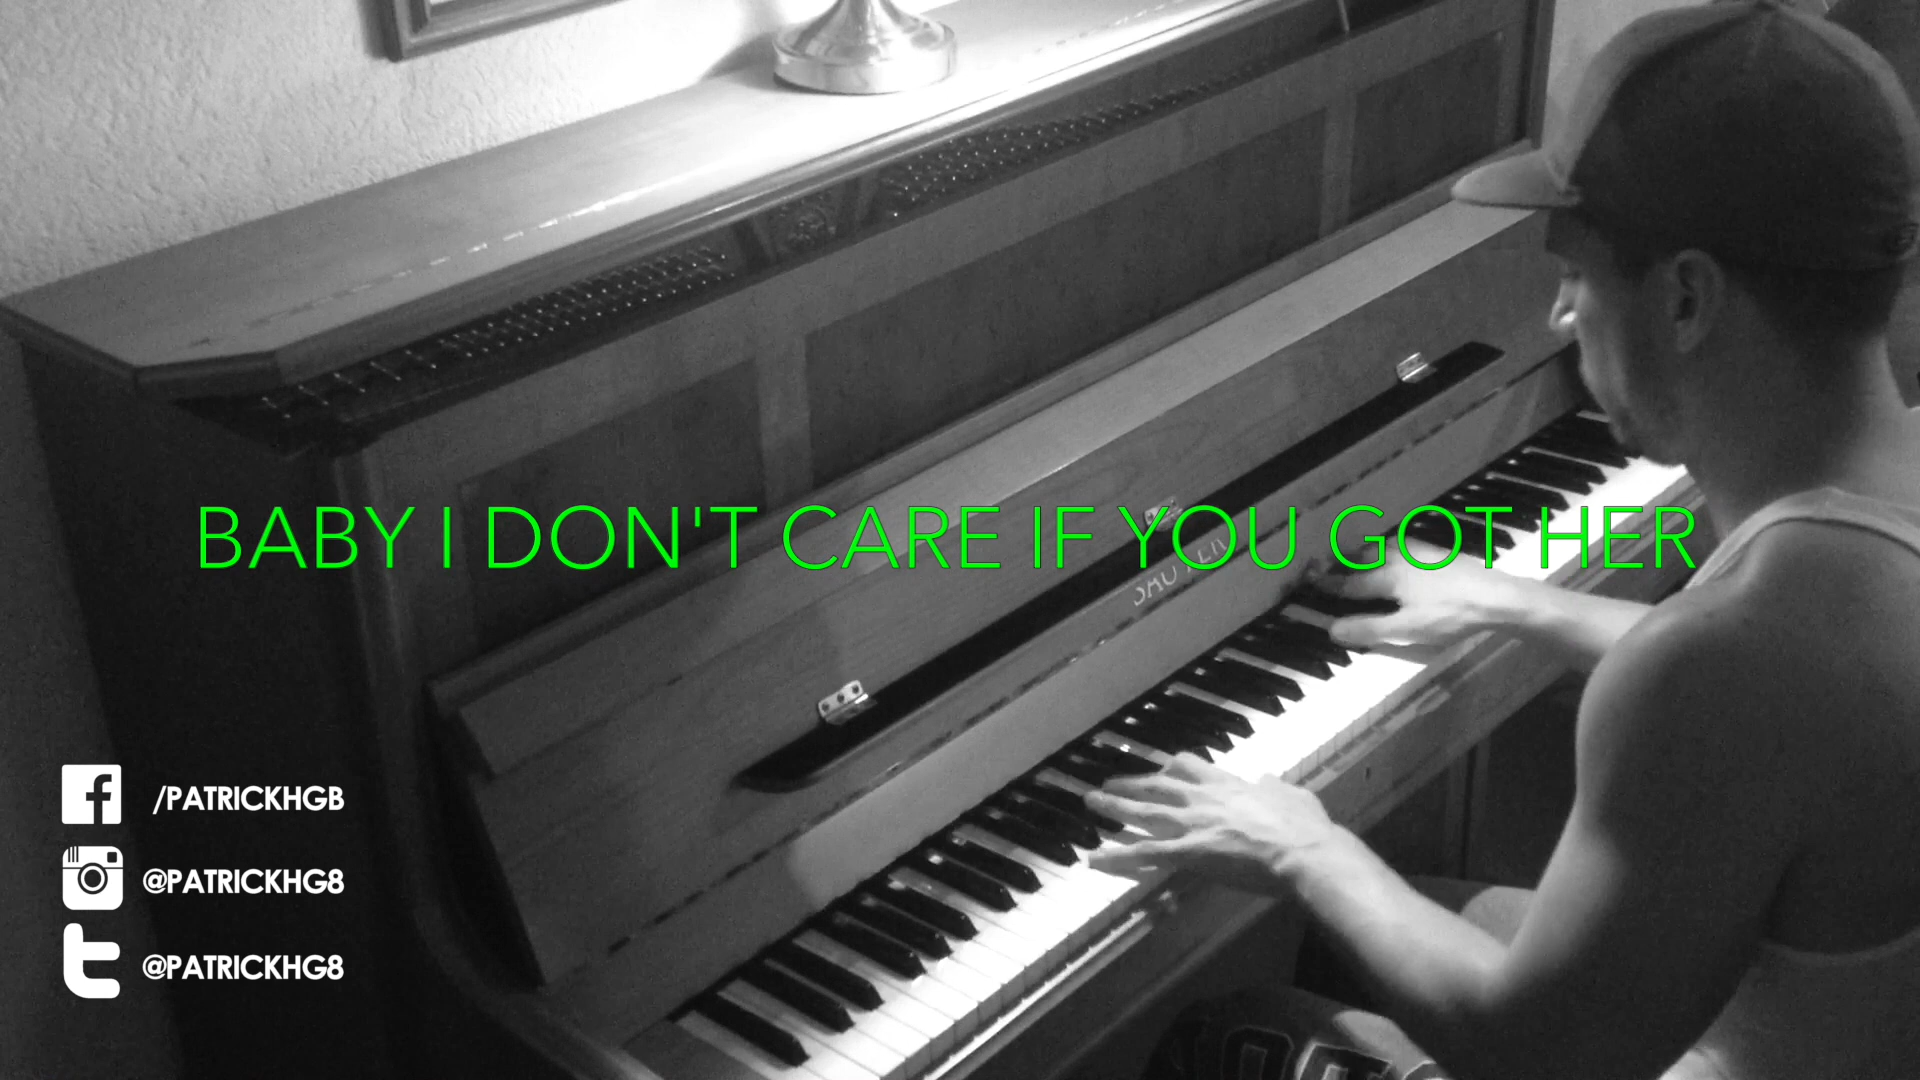 BABY I DON'T CARE IF YOU GOT HER
/PATRICKHGB
@PATRICKHG8
@PATRICKHG8